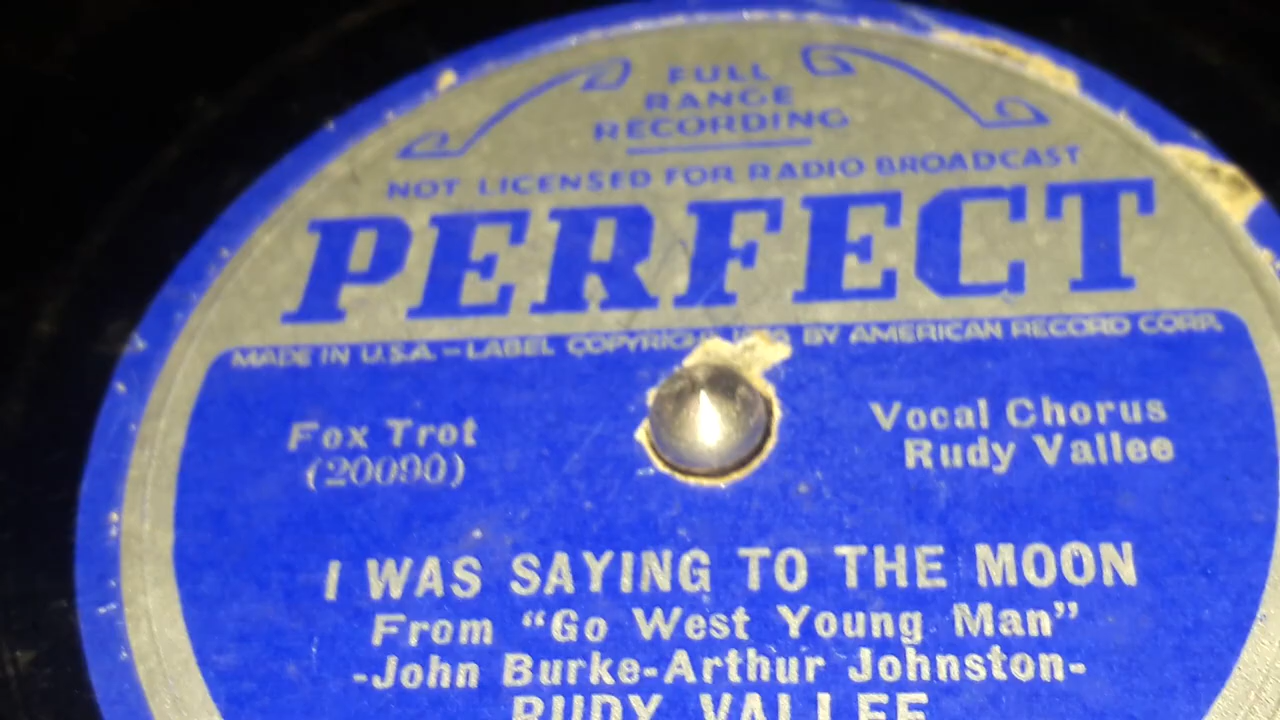 FULL
RANGE
RECORDING
NOT LICENSED FOR RADIO BROADCAST
PERFECT
MADE IN U.S.A. – LABEL COPYRIGHT BY AMERICAN RECORD CORP.
Fox Trot
(20090)
Vocal Chorus
Rudy Vallee
I WAS SAYING TO THE MOON
From "Go West Young Man"
-John Burke-Arthur Johnston-
RUDY VALLEE